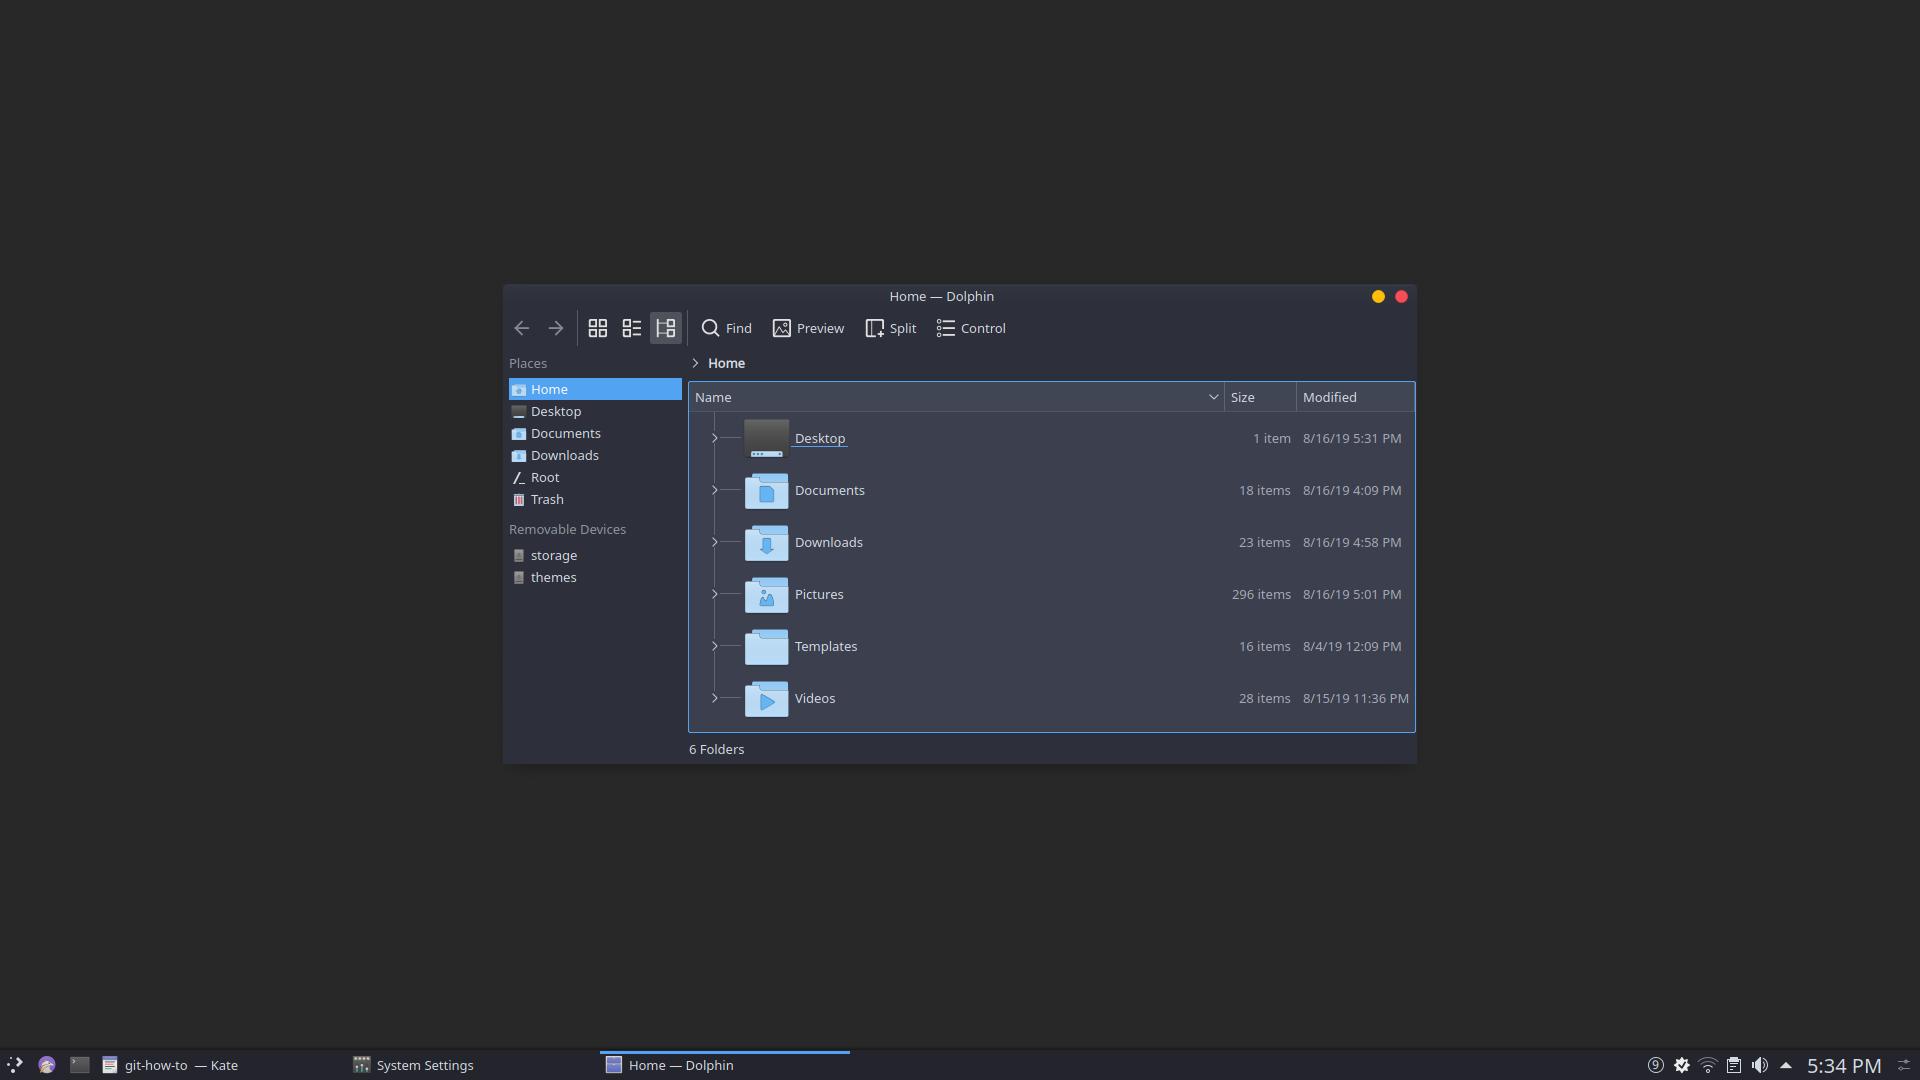 Home — Dolphin
Find Preview Split Control
Places
Home
Desktop
Documents
Downloads
Root
Trash
Removable Devices
storage
themes
Home
Name Size Modified
Desktop 1 item 8/16/19 5:31 PM
Documents 18 items 8/16/19 4:09 PM
Downloads 23 items 8/16/19 4:58 PM
Pictures 296 items 8/16/19 5:01 PM
Templates 16 items 8/4/19 12:09 PM
Videos 28 items 8/15/19 11:36 PM
6 Folders
git-how-to — Kate System Settings Home — Dolphin 9 5:34 PM